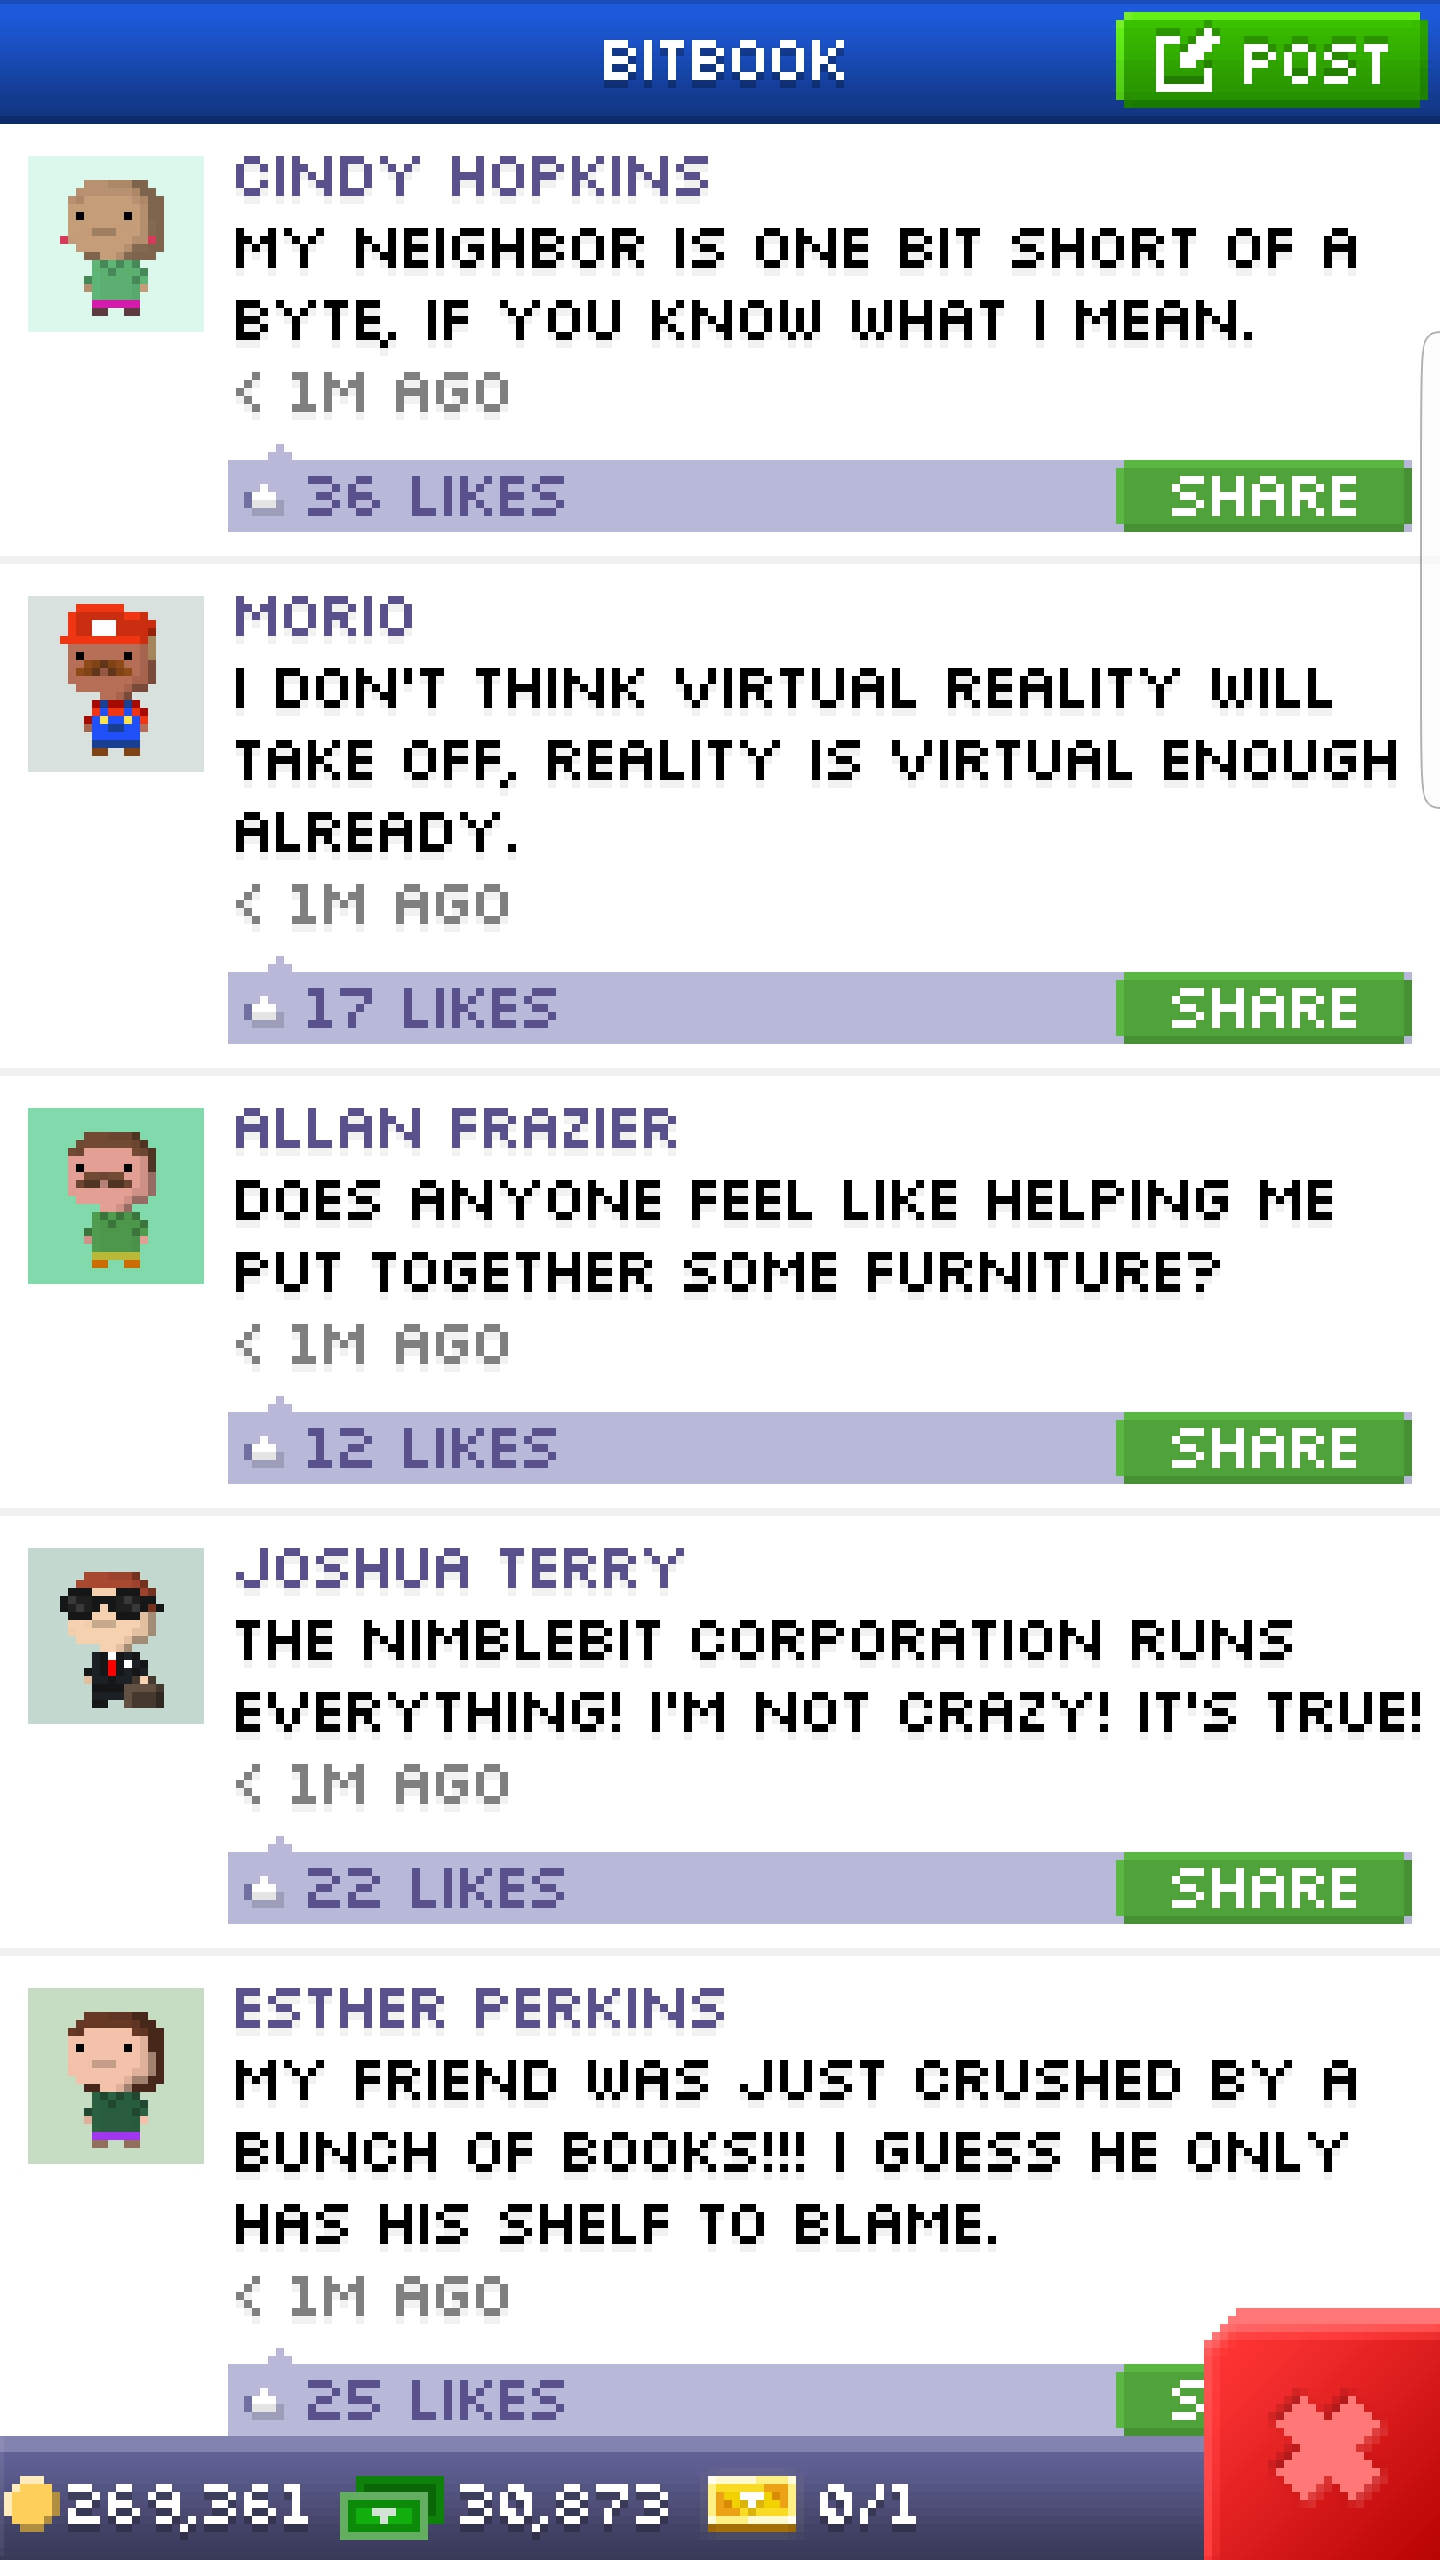 BITBOOK
POST
CINDY HOPKINS
MY NEIGHBOR IS ONE BIT SHORT OF A
BYTE, IF YOU KNOW WHAT I MEAN.
< 1M AGO
36 LIKES
SHARE
MORIO
I DON'T THINK VIRTUAL REALITY WILL
TAKE OFF, REALITY IS VIRTUAL ENOUGH
ALREADY.
< 1M AGO
17 LIKES
SHARE
ALLAN FRAZIER
DOES ANYONE FEEL LIKE HELPING ME
PUT TOGETHER SOME FURNITURE?
< 1M AGO
12 LIKES
SHARE
JOSHUA TERRY
THE NIMBLEBIT CORPORATION RUNS
EVERYTHING! I'M NOT CRAZY! IT'S TRUE!
< 1M AGO
22 LIKES
SHARE
ESTHER PERKINS
MY FRIEND WAS JUST CRUSHED BY A
BUNCH OF BOOKS!!! I GUESS HE ONLY
HAS HIS SHELF TO BLAME.
< 1M AGO
25 LIKES
S
269,361
30,873
0/1